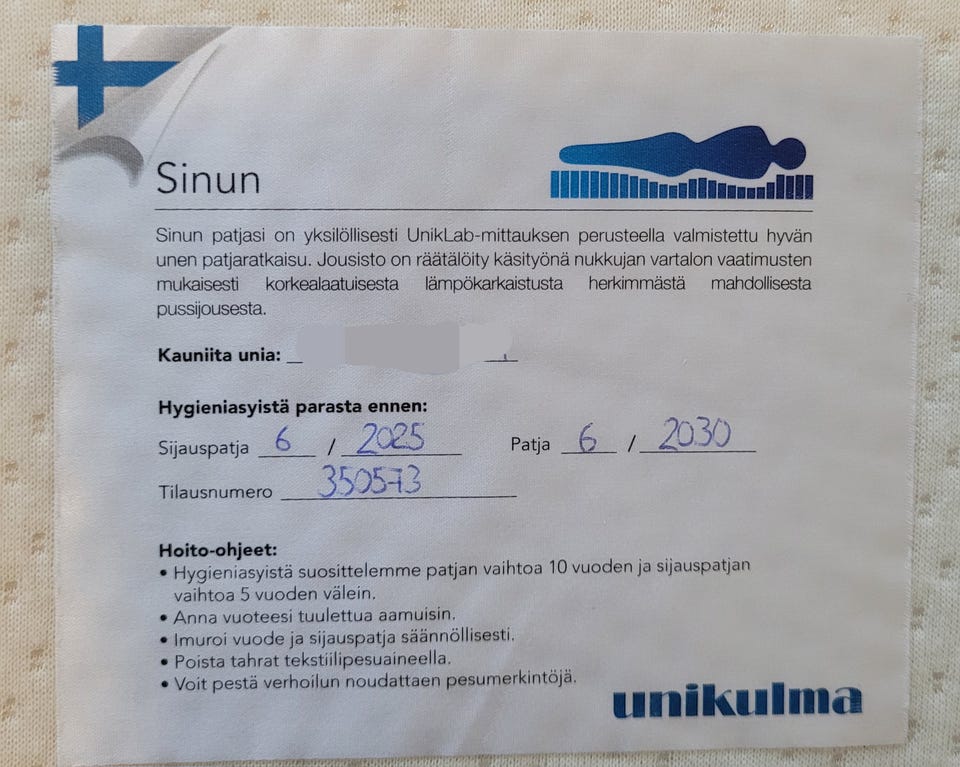 Sinun
Sinun patjasi on yksilöllisesti UnikLab-mittauksen perusteella valmistettu hyvän
unen patjaratkaisu. Jousisto on räätälöity käsityönä nukkujan vartalon vaatimusten
mukaisesti korkealaatuisesta lämpökarkaistusta herkimmästä mahdollisesta
pussijousesta.
Kauniita unia:
Hygieniasyistä parasta ennen:
Sijauspatja 6 / 2025 Patja 6 / 2030
Tilausnumero 350573
Hoito-ohjeet:
• Hygieniasyistä suosittelemme patjan vaihtoa 10 vuoden ja sijauspatjan
vaihtoa 5 vuoden välein.
• Anna vuoteesi tuulettua aamuisin.
• Imuroi vuode ja sijauspatja säännöllisesti.
• Poista tahrat tekstiilipesuaineella.
• Voit pestä verhoilun noudattaen pesumerkintöjä.
unikulma